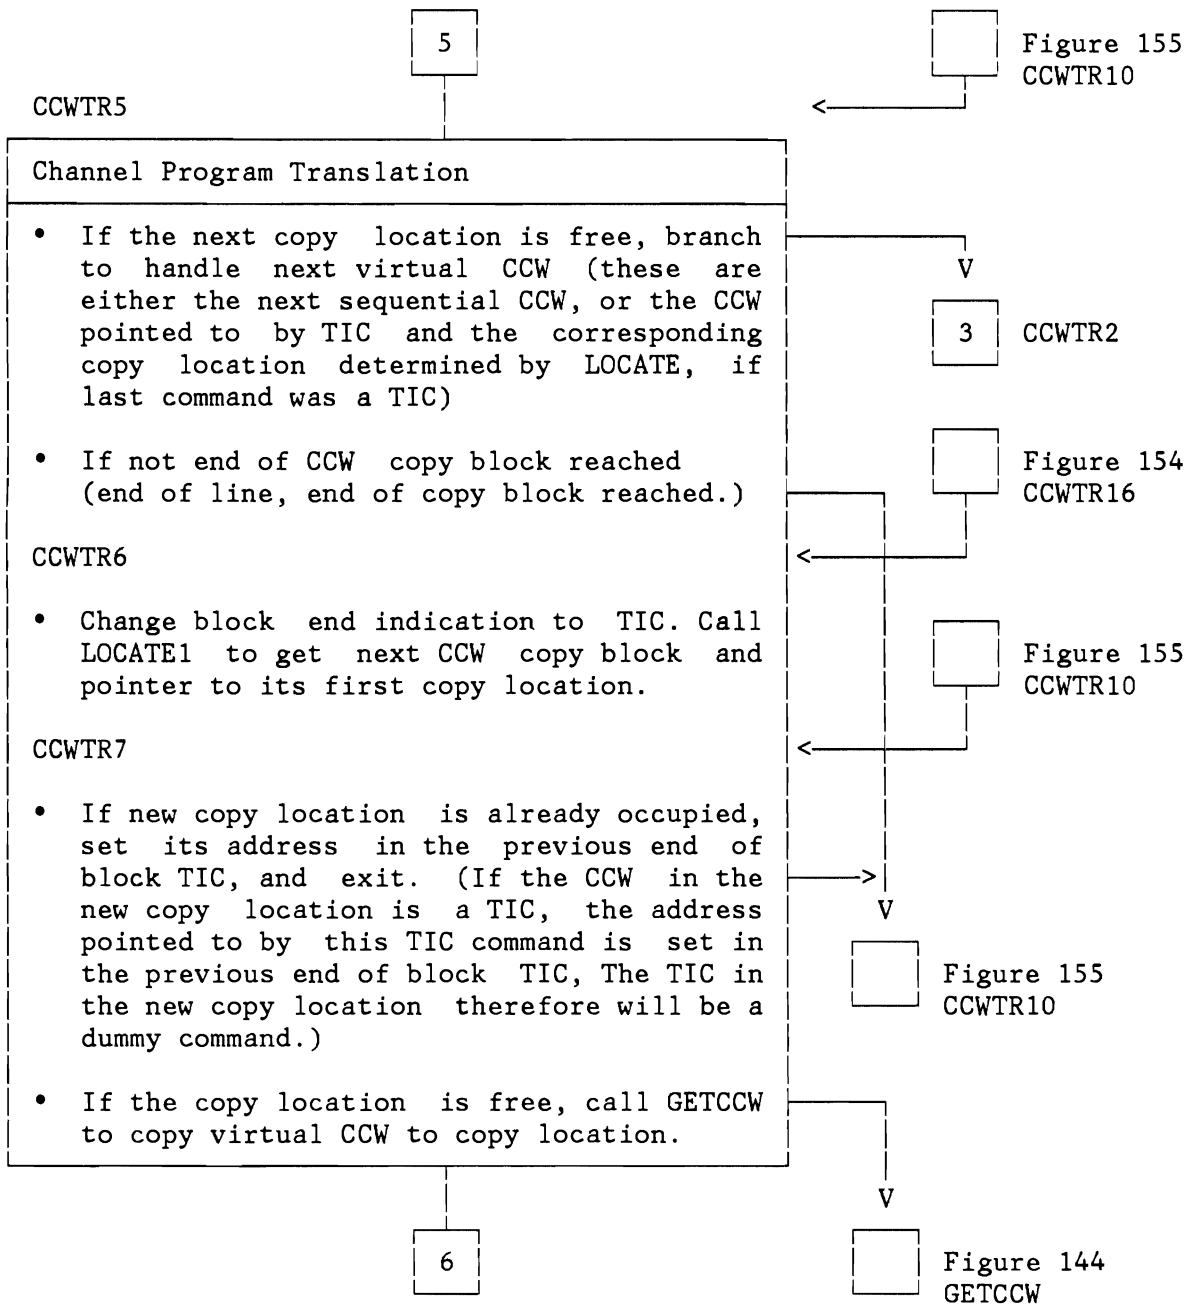 5
Figure 155
CCWTR10
CCWTR5
<
Channel Program Translation
• If the next copy location is free, branch
to handle next virtual CCW (these are
either the next sequential CCW, or the CCW
pointed to by TIC and the corresponding
copy location determined by LOCATE, if
last command was a TIC)
V
3 CCWTR2
• If not end of CCW copy block reached
(end of line, end of copy block reached.)
Figure 154
CCWTR16
CCWTR6
<
• Change block end indication to TIC. Call
LOCATE1 to get next CCW copy block and
pointer to its first copy location.
Figure 155
CCWTR10
CCWTR7
<
• If new copy location is already occupied,
set its address in the previous end of
block TIC, and exit. (If the CCW in the
new copy location is a TIC, the address
pointed to by this TIC command is set in
the previous end of block TIC, The TIC in
the new copy location therefore will be a
dummy command.)
>
V
Figure 155
CCWTR10
• If the copy location is free, call GETCCW
to copy virtual CCW to copy location.
V
6
Figure 144
GETCCW